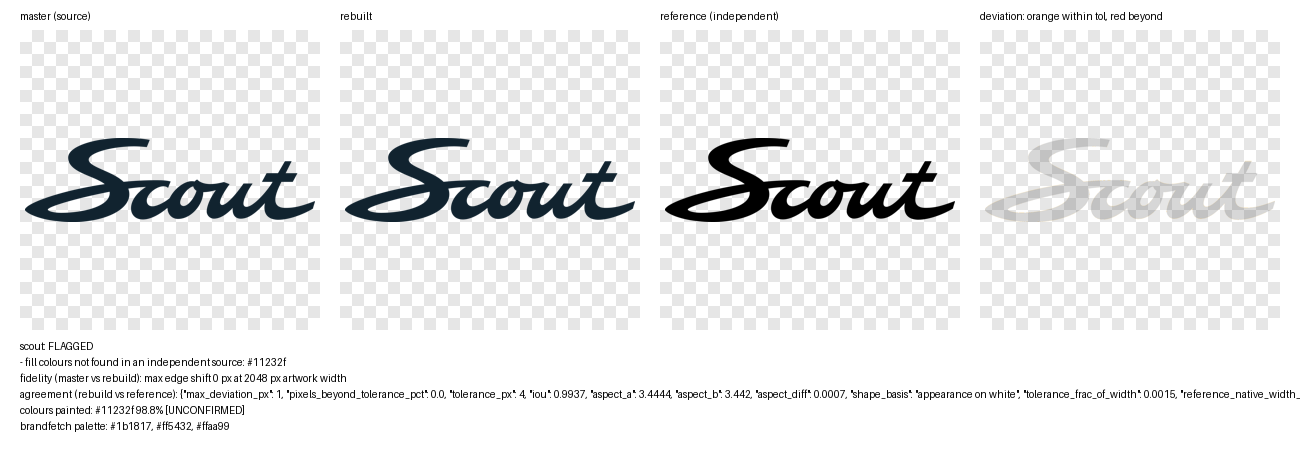 master (source)
rebuilt
reference (independent)
deviation: orange within tol, red beyond
Scout
Scout
Scout
Scout
scout: FLAGGED
- fill colours not found in an independent source: #11232f
fidelity (master vs rebuild): max edge shift 0 px at 2048 px artwork width
agreement (rebuild vs reference): {"max_deviation_px": 1, "pixels_beyond_tolerance_pct": 0.0, "tolerance_px": 4, "iou": 0.9937, "aspect_a": 3.4444, "aspect_b": 3.442, "aspect_diff": 0.0007, "shape_basis": "appearance on white", "tolerance_frac_of_width": 0.0015, "reference_native_width_
colours painted: #11232f 98.8% [UNCONFIRMED]
brandfetch palette: #1b1817, #ff5432, #ffaa99